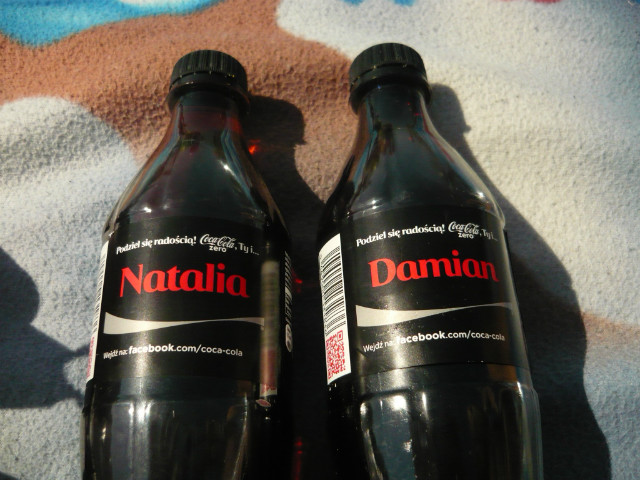 Podziel się radością! Coca-Cola zero, Ty i...
Natalia
Wejdź na: facebook.com/coca-cola
Podziel się radością! Coca-Cola zero, Ty i...
Damian
Wejdź na: facebook.com/coca-cola